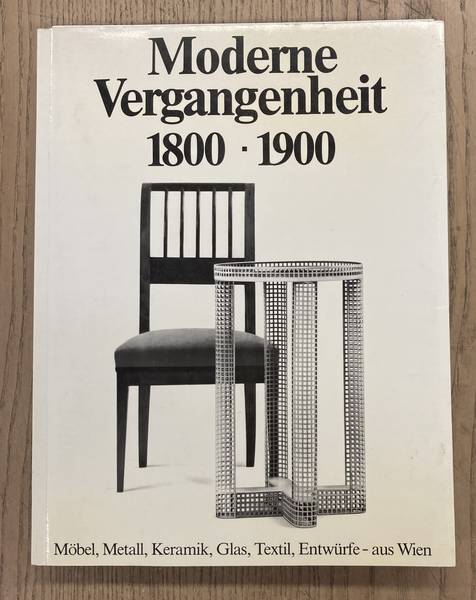 Moderne
Vergangenheit
1800 · 1900
Möbel, Metall, Keramik, Glas, Textil, Entwürfe – aus Wien